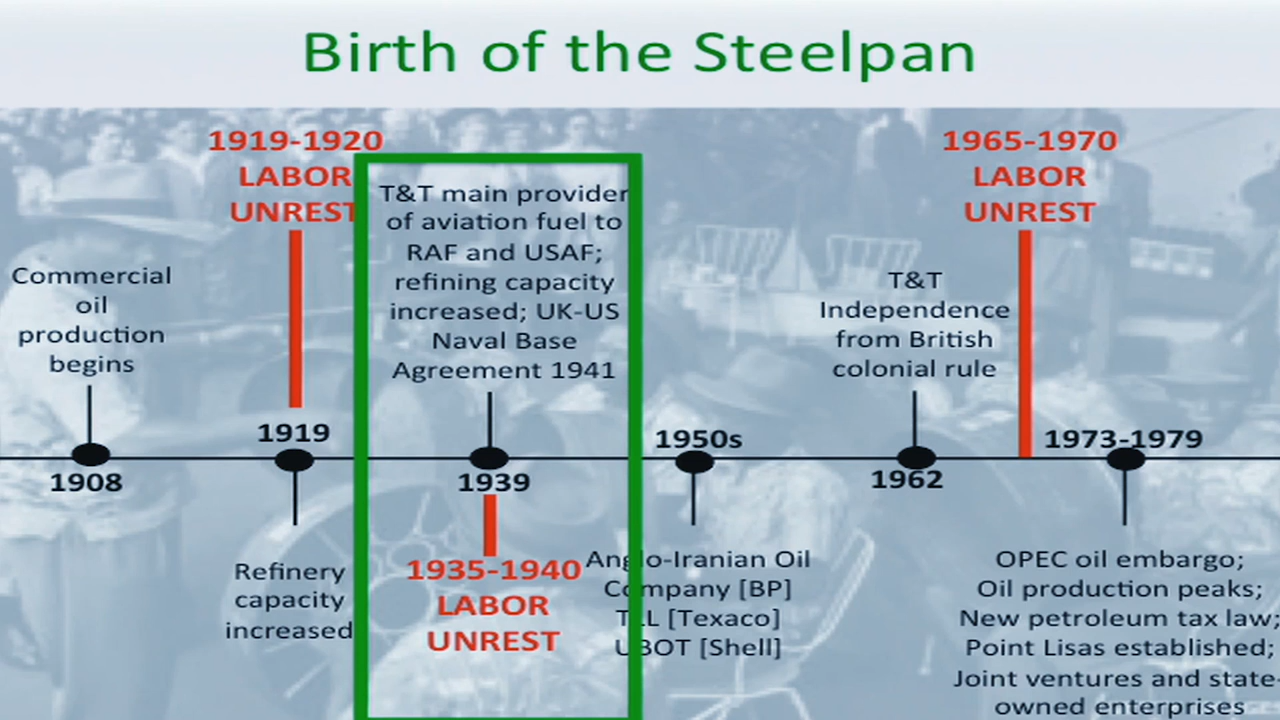 Birth of the Steelpan
1919-1920
LABOR
UNREST
1965-1970
LABOR
UNREST
T&T main provider
of aviation fuel to
RAF and USAF;
refining capacity
increased; UK-US
Naval Base
Agreement 1941
Commercial
oil
production
begins
T&T
Independence
from British
colonial rule
1908
1919
1939
1950s
1962
1973-1979
Refinery
capacity
increased
1935-1940
LABOR
UNREST
Anglo-Iranian Oil
Company [BP]
[Texaco]
UBOT [Shell]
OPEC oil embargo;
Oil production peaks;
New petroleum tax law;
Point Lisas established;
Joint ventures and state-
owned enterprises